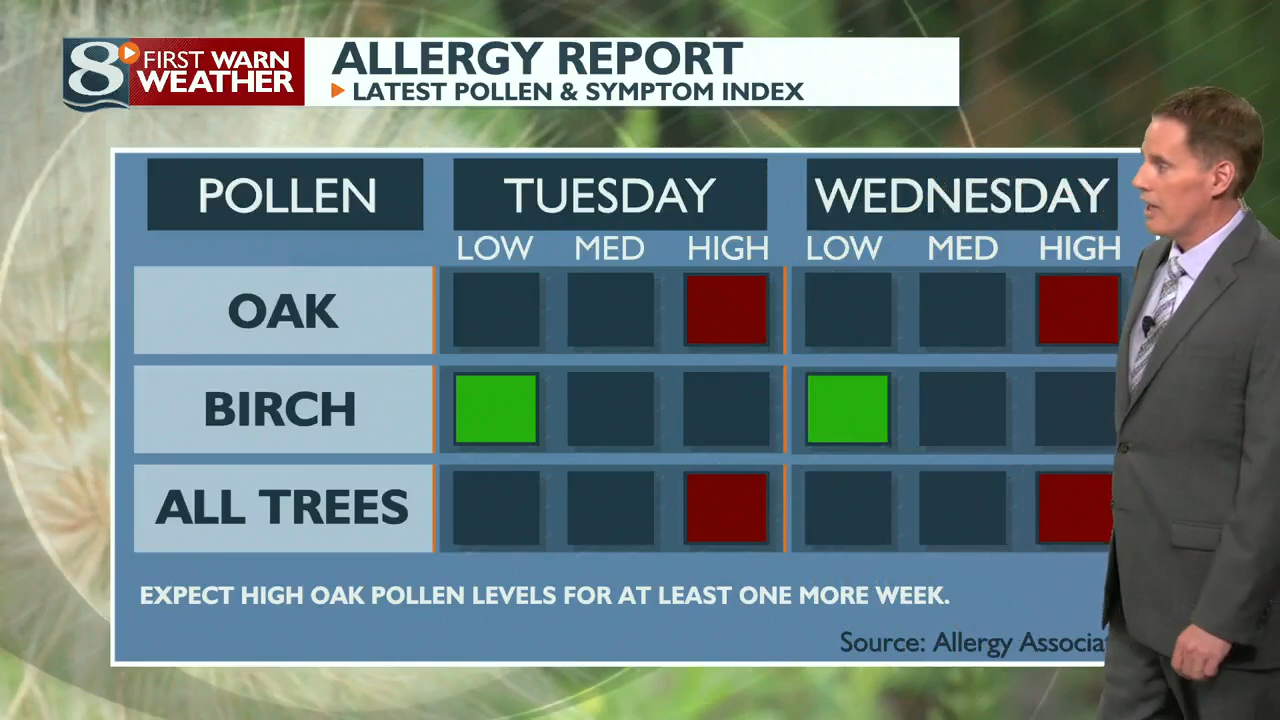 8 FIRST WARN
WEATHER
ALLERGY REPORT
LATEST POLLEN & SYMPTOM INDEX
POLLEN TUESDAY WEDNESDAY
LOW MED HIGH LOW MED HIGH
OAK
BIRCH
ALL TREES
EXPECT HIGH OAK POLLEN LEVELS FOR AT LEAST ONE MORE WEEK.
Source: Allergy